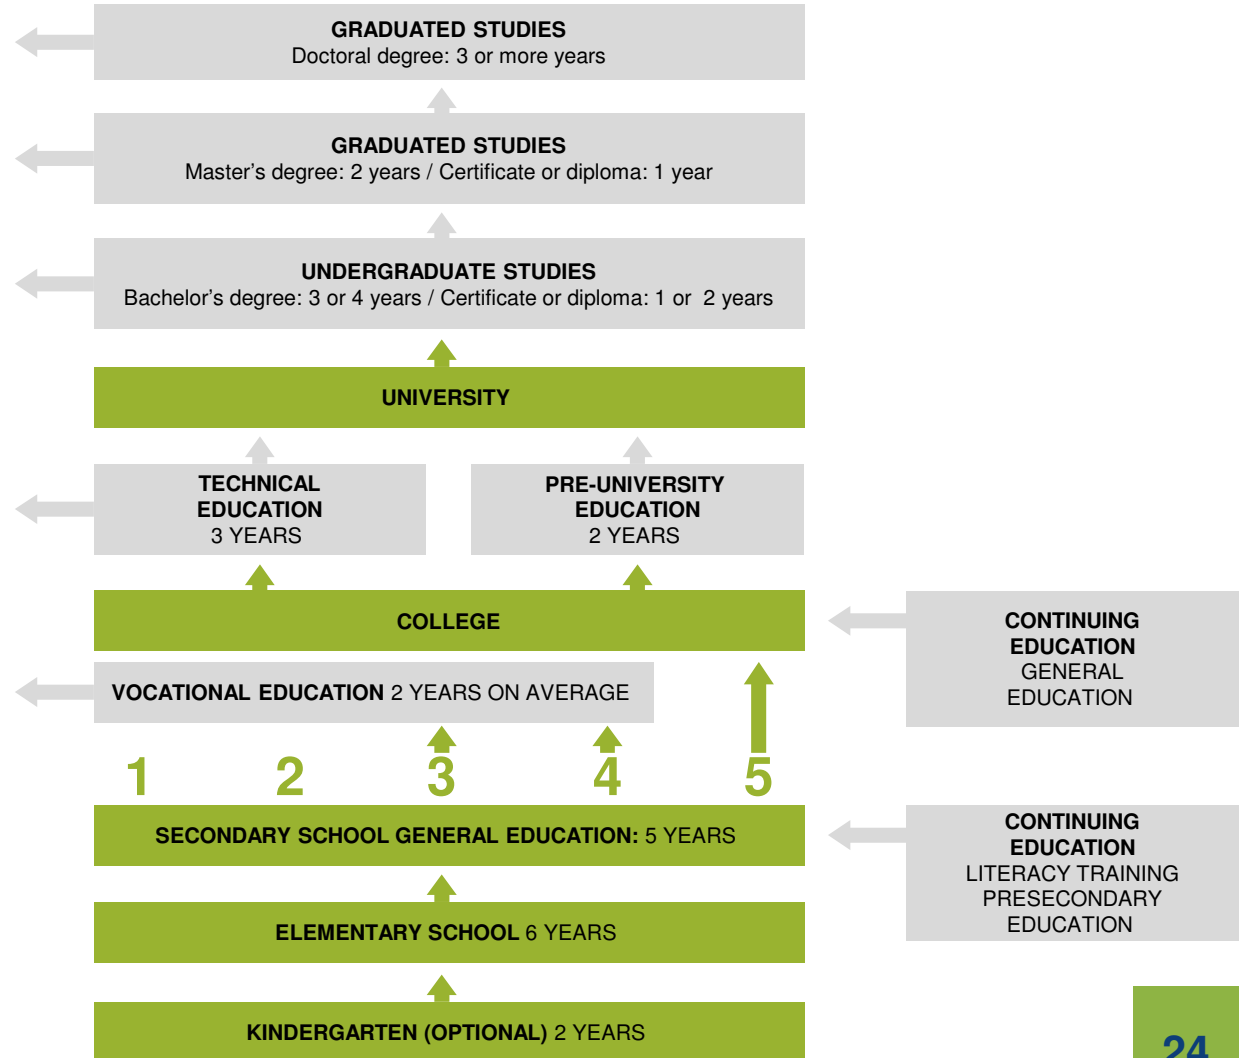 GRADUATED STUDIES
Doctoral degree: 3 or more years
GRADUATED STUDIES
Master’s degree: 2 years / Certificate or diploma: 1 year
UNDERGRADUATE STUDIES
Bachelor’s degree: 3 or 4 years / Certificate or diploma: 1 or 2 years
UNIVERSITY
TECHNICAL
EDUCATION
3 YEARS
PRE-UNIVERSITY
EDUCATION
2 YEARS
COLLEGE
CONTINUING
EDUCATION
GENERAL
EDUCATION
VOCATIONAL EDUCATION 2 YEARS ON AVERAGE
1 2 3 4 5
SECONDARY SCHOOL GENERAL EDUCATION: 5 YEARS
CONTINUING
EDUCATION
LITERACY TRAINING
PRESECONDARY
EDUCATION
ELEMENTARY SCHOOL 6 YEARS
KINDERGARTEN (OPTIONAL) 2 YEARS
24